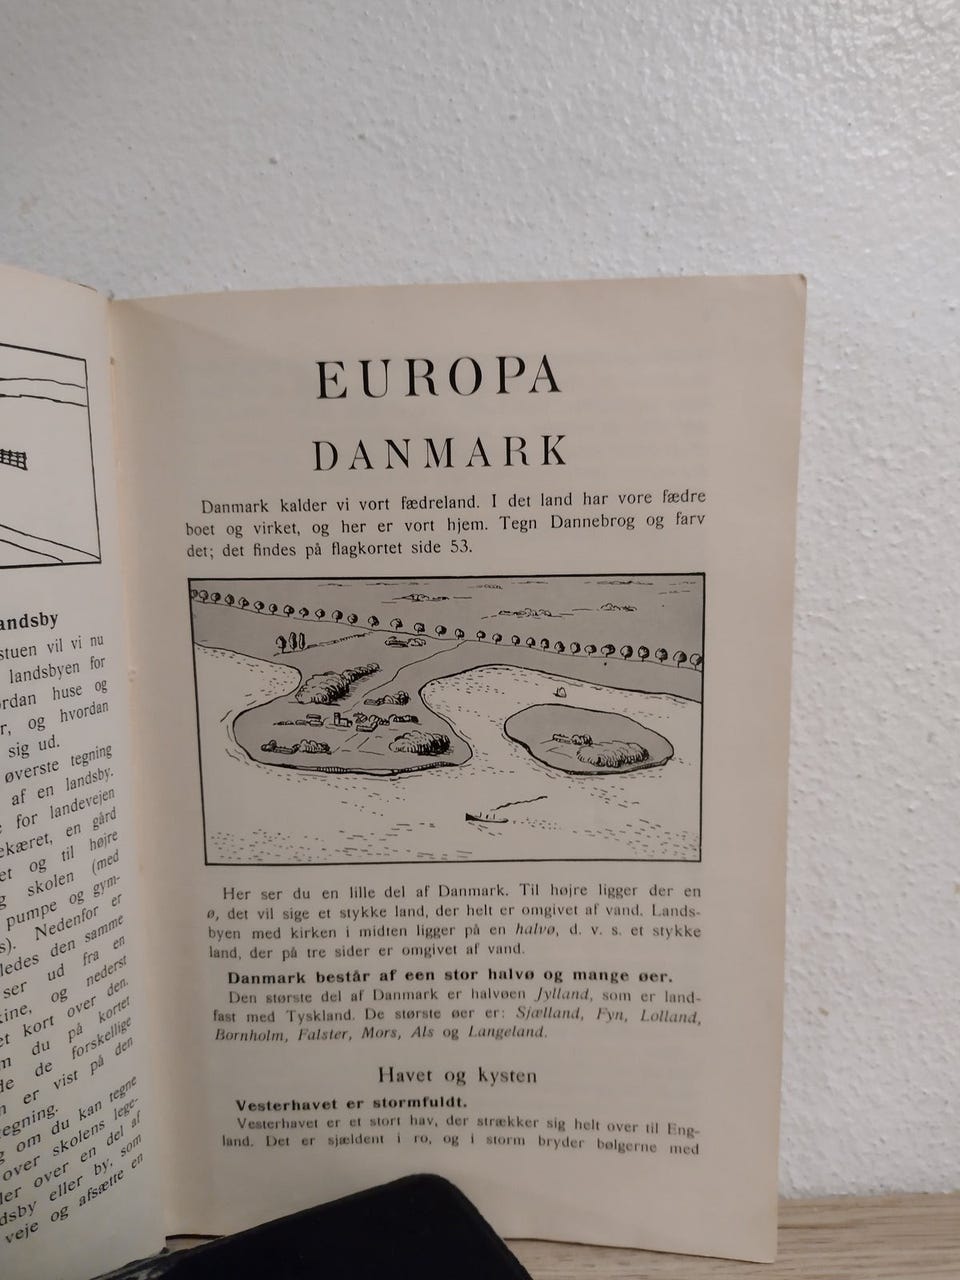 andsby
stuen vil vi nu
landsbyen for
ordan huse og
r, og hvordan
sig ud.
øverste tegning
af en landsby.
for landevejen
ekæret, en gård
et og til højre
skolen (med
pumpe og gym-
s). Nedenfor er
ledes den samme
ser ud fra en
kine, og nederst
et kort over den.
m du på kortet
de de forskellige
n er vist på den
tegning.
g om du kan tegne
over skolens lege-
ler over en del af
dsby eller by, som
veje og afsætte en
EUROPA
DANMARK
Danmark kalder vi vort fædreland. I det land har vore fædre
boet og virket, og her er vort hjem. Tegn Dannebrog og farv
det; det findes på flagkortet side 53.
Her ser du en lille del af Danmark. Til højre ligger der en
ø, det vil sige et stykke land, der helt er omgivet af vand. Lands-
byen med kirken i midten ligger på en halvø, d. v. s. et stykke
land, der på tre sider er omgivet af vand.
Danmark består af een stor halvø og mange øer.
Den største del af Danmark er halvøen Jylland, som er land-
fast med Tyskland. De største øer er: Sjælland, Fyn, Lolland,
Bornholm, Falster, Mors, Als og Langeland.
Havet og kysten
Vesterhavet er stormfuldt.
Vesterhavet er et stort hav, der strækker sig helt over til Eng-
land. Det er sjældent i ro, og i storm bryder bølgerne med